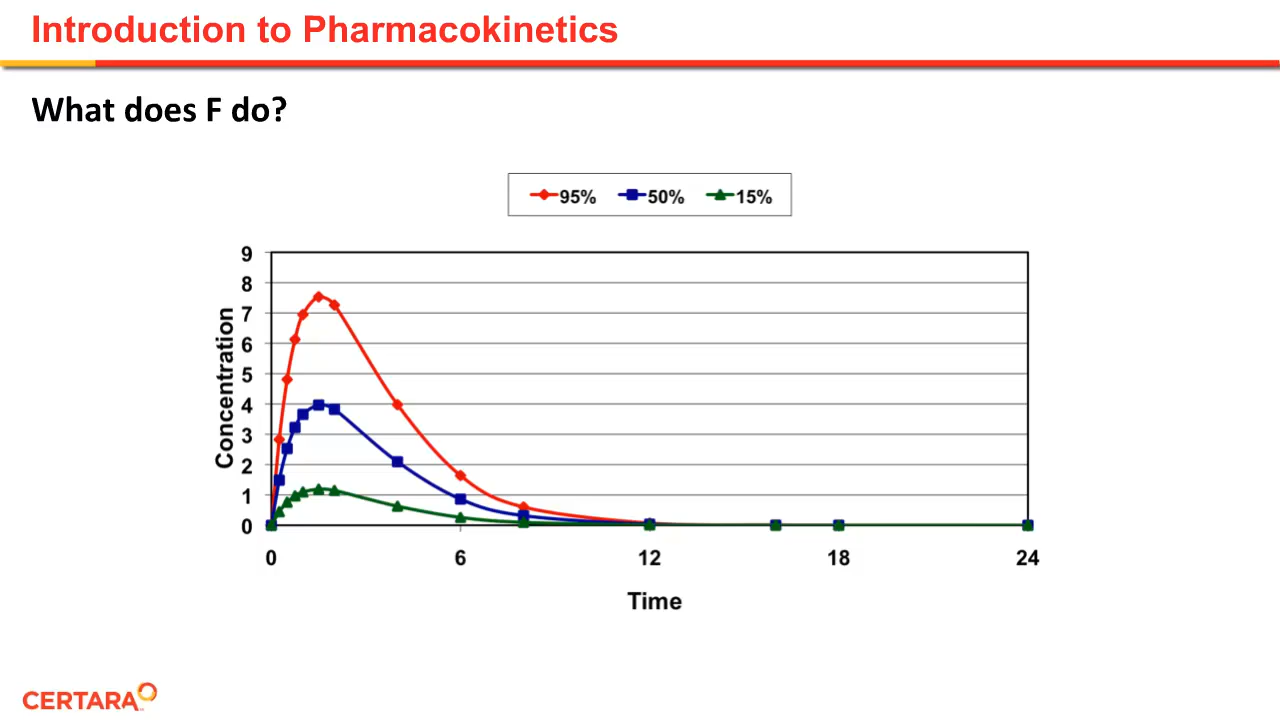 Introduction to Pharmacokinetics
What does F do?
95% 50% 15%
9
8
7
6
5
4
3
2
1
0
Concentration
0 6 12 18 24
Time
CERTARA